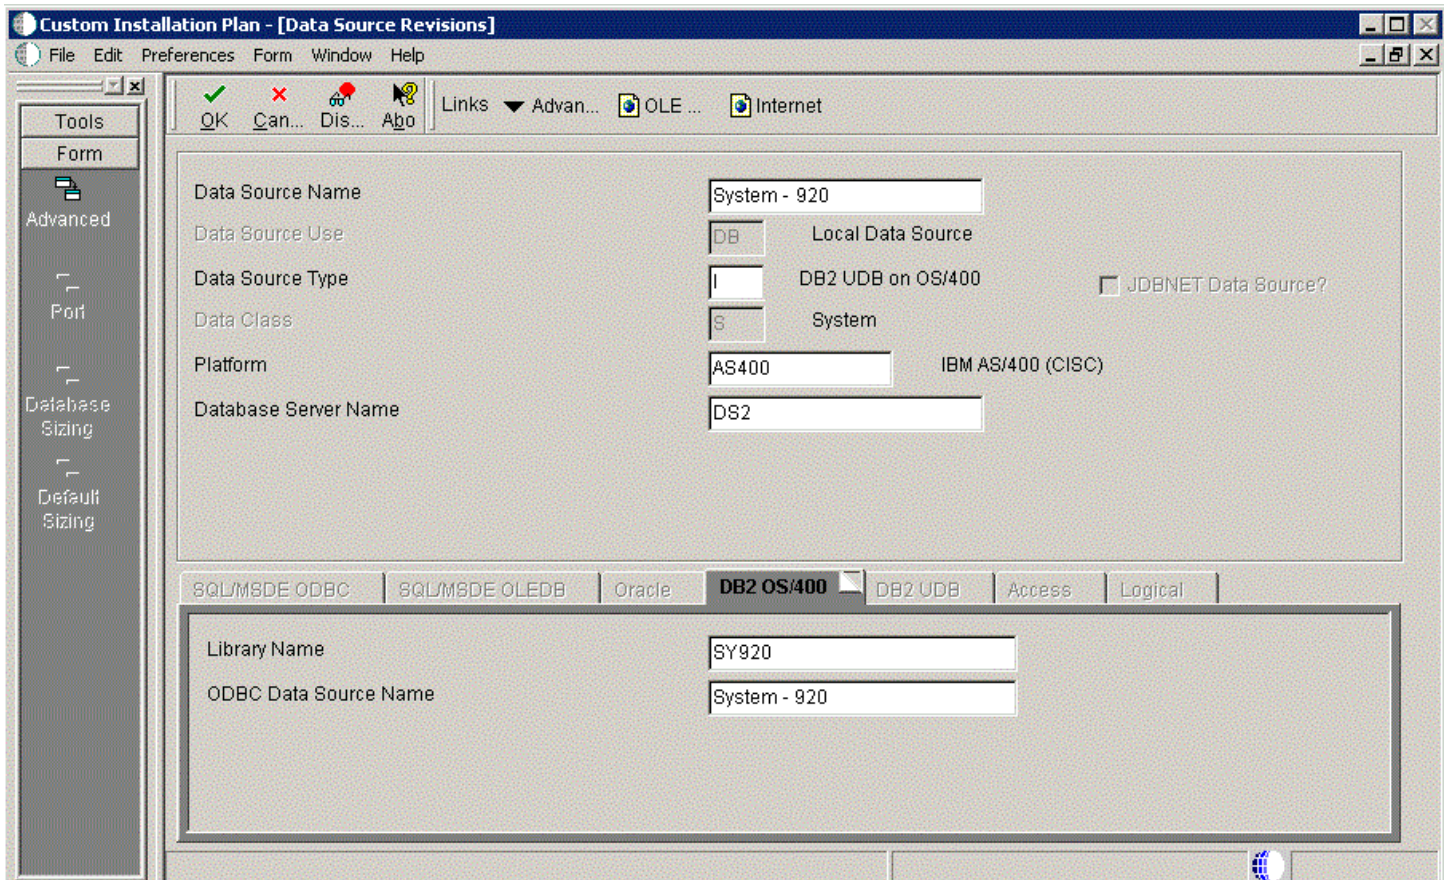 Custom Installation Plan - [Data Source Revisions]
File Edit Preferences Form Window Help
OK Can... Dis... Abo Links Advan... OLE ... Internet
Tools
Form
Advanced
Port
Database
Sizing
Default
Sizing
Data Source Name System - 920
Data Source Use DB Local Data Source
Data Source Type I DB2 UDB on OS/400 JDBNET Data Source?
Data Class S System
Platform AS400 IBM AS/400 (CISC)
Database Server Name DS2
SQL/MSDE ODBC SQL/MSDE OLEDB Oracle DB2 OS/400 DB2 UDB Access Logical
Library Name SY920
ODBC Data Source Name System - 920